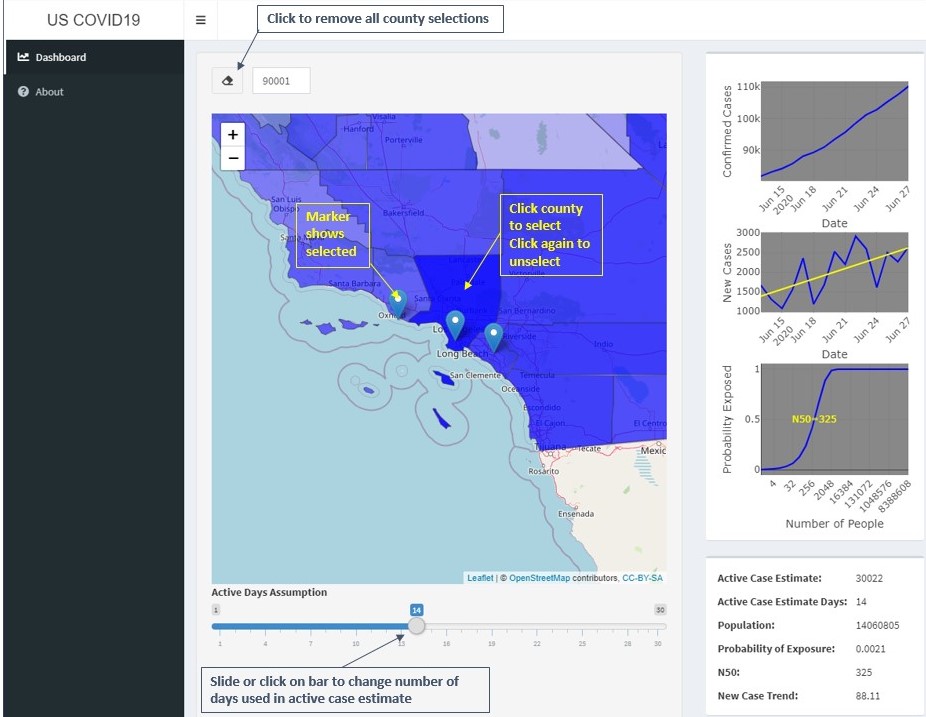 US COVID19
Click to remove all county selections
Dashboard
About
90001
+
−
Visalia
Hanford
Porterville
San Luis
Obispo
Bakersfield
Marker
shows
selected
Click county
to select
Click again to
unselect
Santa Barbara
Santa Clarita
Victorville
San Bernardino
Riverside
Long Beach
Indio
San Clemente
Temecula
Oceanside
Escondido
El Cajon
El Centro
Tijuana
Tecate
Mexic
Rosarito
Ensenada
Leaflet | © OpenStreetMap contributors, CC-BY-SA
Active Days Assumption
1
14
30
1 4 7 10 13 16 19 22 25 28 30
Slide or click on bar to change number of
days used in active case estimate
Confirmed Cases
110k
100k
90k
Jun 15
2020
Jun 18
Jun 21
Jun 24
Jun 27
Date
New Cases
3000
2500
2000
1500
1000
Jun 15
2020
Jun 18
Jun 21
Jun 24
Jun 27
Date
Probability Exposed
1
0.5
0
N50=325
4
32
256
2048
16384
131072
1048576
8388608
Number of People
Active Case Estimate: 30022
Active Case Estimate Days: 14
Population: 14060805
Probability of Exposure: 0.0021
N50: 325
New Case Trend: 88.11